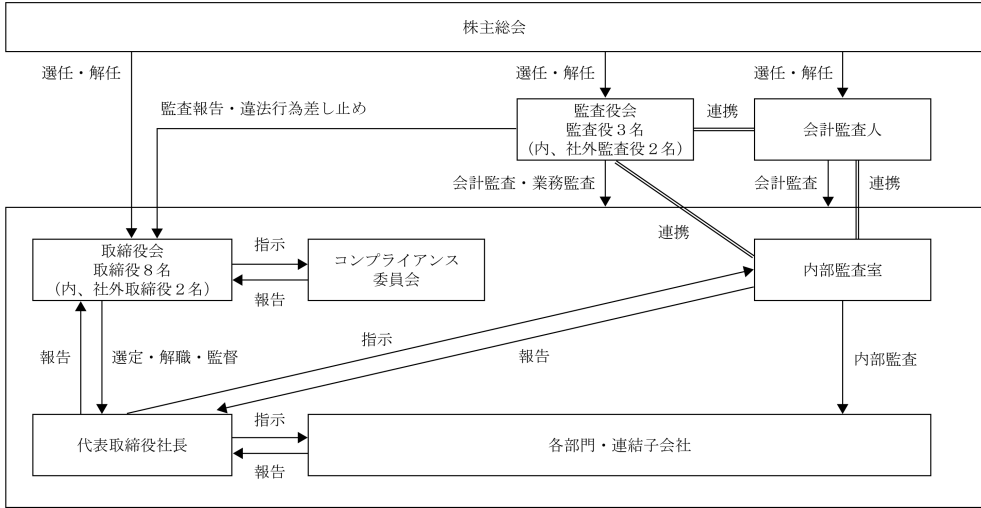 株主総会
選任・解任
選任・解任
選任・解任
監査報告・違法行為差し止め
監査役会
監査役３名
（内、社外監査役２名）
連携
会計監査人
会計監査・業務監査
会計監査
連携
連携
取締役会
取締役８名
（内、社外取締役２名）
指示
報告
コンプライアンス
委員会
内部監査室
報告
選定・解職・監督
指示
報告
内部監査
代表取締役社長
指示
報告
各部門・連結子会社